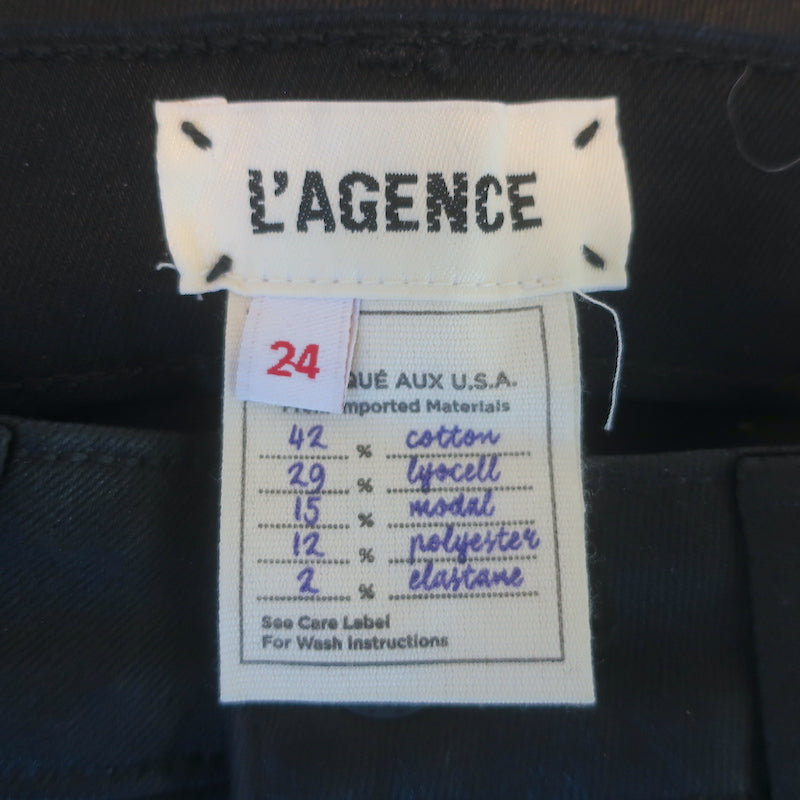 L'AGENCE
24
QUÉ AUX U.S.A.
Imported Materials
42 % cotton
29 % lyocell
15 % modal
12 % polyester
2 % elastane
See Care Label
For Wash Instructions